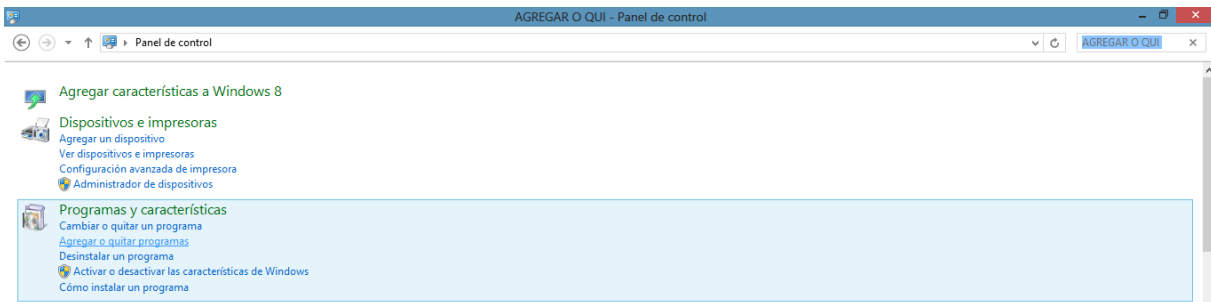 AGREGAR O QUI - Panel de control
Panel de control
AGREGAR O QUI
Agregar características a Windows 8
Dispositivos e impresoras
Agregar un dispositivo
Ver dispositivos e impresoras
Configuración avanzada de impresora
Administrador de dispositivos
Programas y características
Cambiar o quitar un programa
Agregar o quitar programas
Desinstalar un programa
Activar o desactivar las características de Windows
Cómo instalar un programa